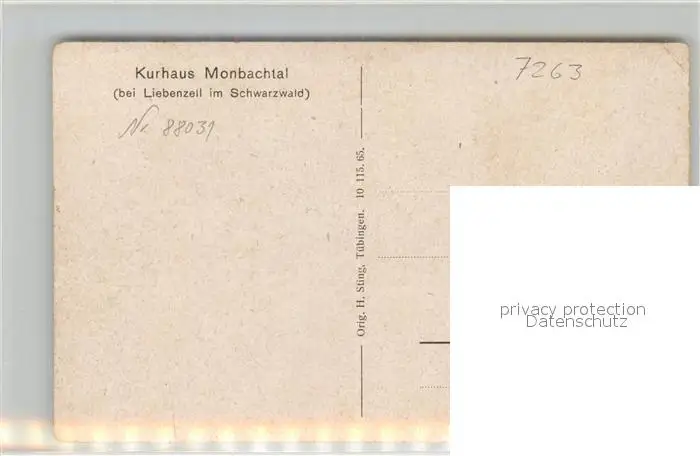 Kurhaus Monbachtal
(bei Liebenzell im Schwarzwald)
Nr. 88031
7263
Orig. H. Sting, Tübingen. 10 115. 65.
privacy protection
Datenschutz